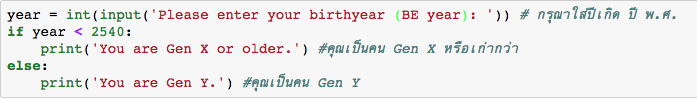 year = int(input('Please enter your birthyear (BE year): ')) # กรุณาใส่ปีเกิด ปี พ.ศ.
if year < 2540:
    print('You are Gen X or older.') #คุณเป็นคน Gen X หรือเก่ากว่า
else:
    print('You are Gen Y.') #คุณเป็นคน Gen Y